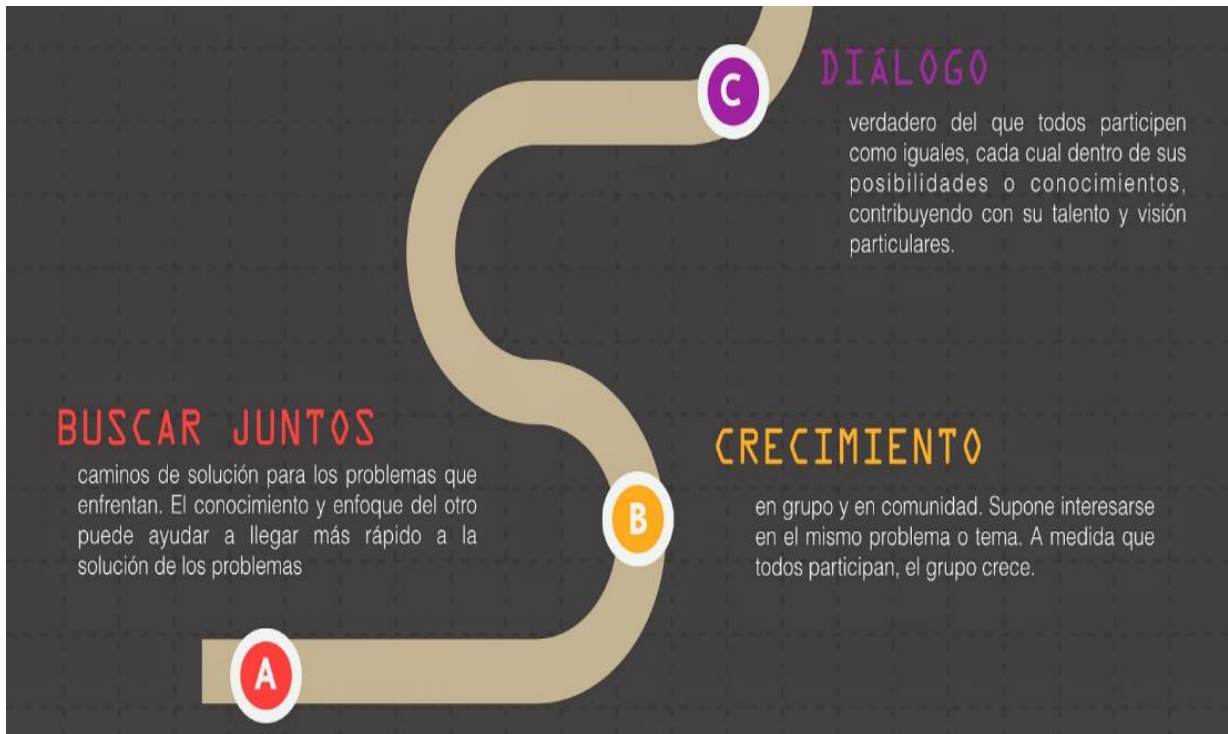 C
DIÁLOGO
verdadero del que todos participen
como iguales, cada cual dentro de sus
posibilidades o conocimientos,
contribuyendo con su talento y visión
particulares.
BUSCAR JUNTOS
caminos de solución para los problemas que
enfrentan. El conocimiento y enfoque del otro
puede ayudar a llegar más rápido a la
solución de los problemas
A
B
CRECIMIENTO
en grupo y en comunidad. Supone interesarse
en el mismo problema o tema. A medida que
todos participan, el grupo crece.